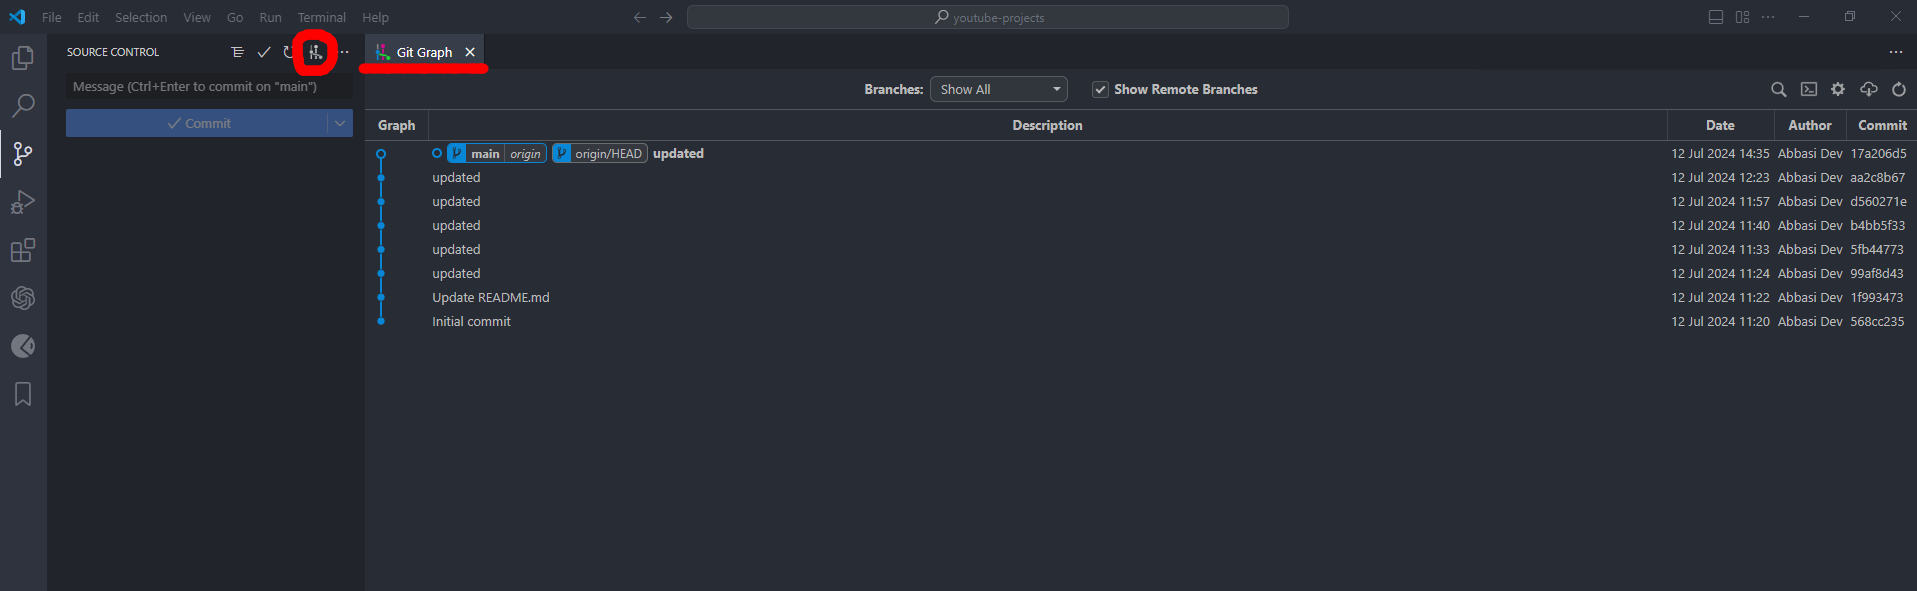 File Edit Selection View Go Run Terminal Help youtube-projects
SOURCE CONTROL
Git Graph
Message (Ctrl+Enter to commit on "main")
Commit
Branches: Show All Show Remote Branches
Graph Description Date Author Commit
main origin origin/HEAD updated 12 Jul 2024 14:35 Abbasi Dev 17a206d5
updated 12 Jul 2024 12:23 Abbasi Dev aa2c8b67
updated 12 Jul 2024 11:57 Abbasi Dev d560271e
updated 12 Jul 2024 11:40 Abbasi Dev b4bb5f33
updated 12 Jul 2024 11:33 Abbasi Dev 5fb44773
updated 12 Jul 2024 11:24 Abbasi Dev 99af8d43
Update README.md 12 Jul 2024 11:22 Abbasi Dev 1f993473
Initial commit 12 Jul 2024 11:20 Abbasi Dev 568cc235